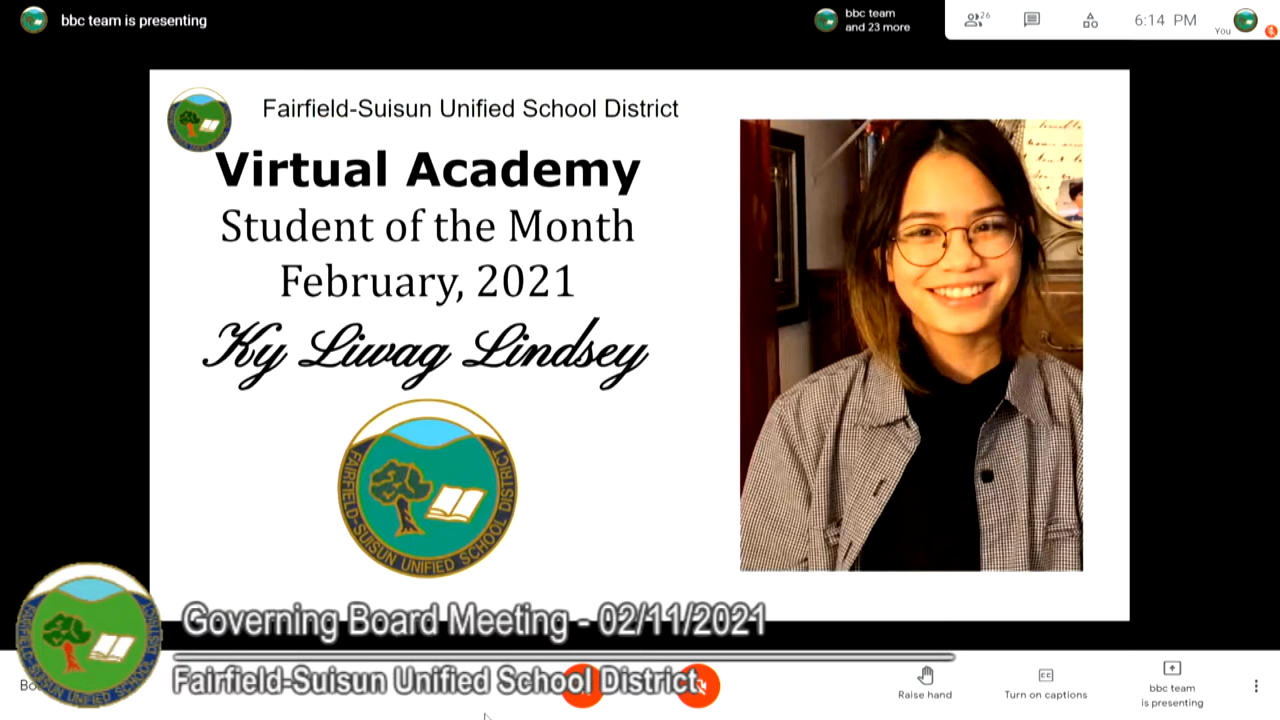 bbc team is presenting
bbc team
and 23 more
26
6:14 PM
You
Fairfield-Suisun Unified School District
Virtual Academy
Student of the Month
February, 2021
Ky Liwag Lindsey
FAIRFIELD-SUISUN UNIFIED SCHOOL DISTRICT
Governing Board Meeting - 02/11/2021
Fairfield-Suisun Unified School District
Raise hand
Turn on captions
bbc team
is presenting